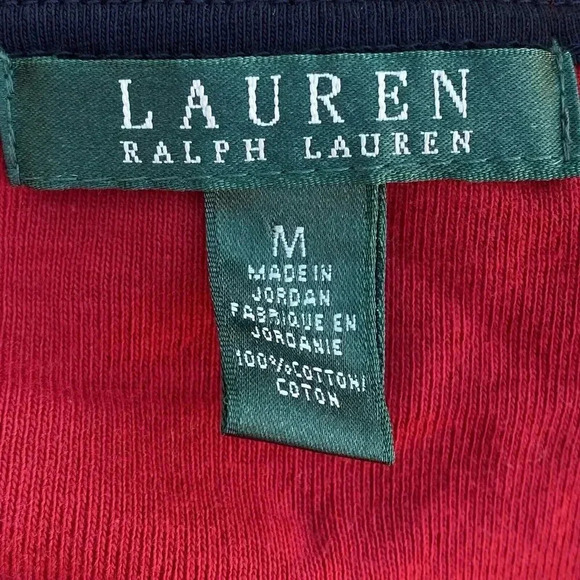 LAUREN
RALPH LAUREN
M
MADE IN
JORDAN
FABRIQUE EN
JORDANIE
100%COTTON/
COTON